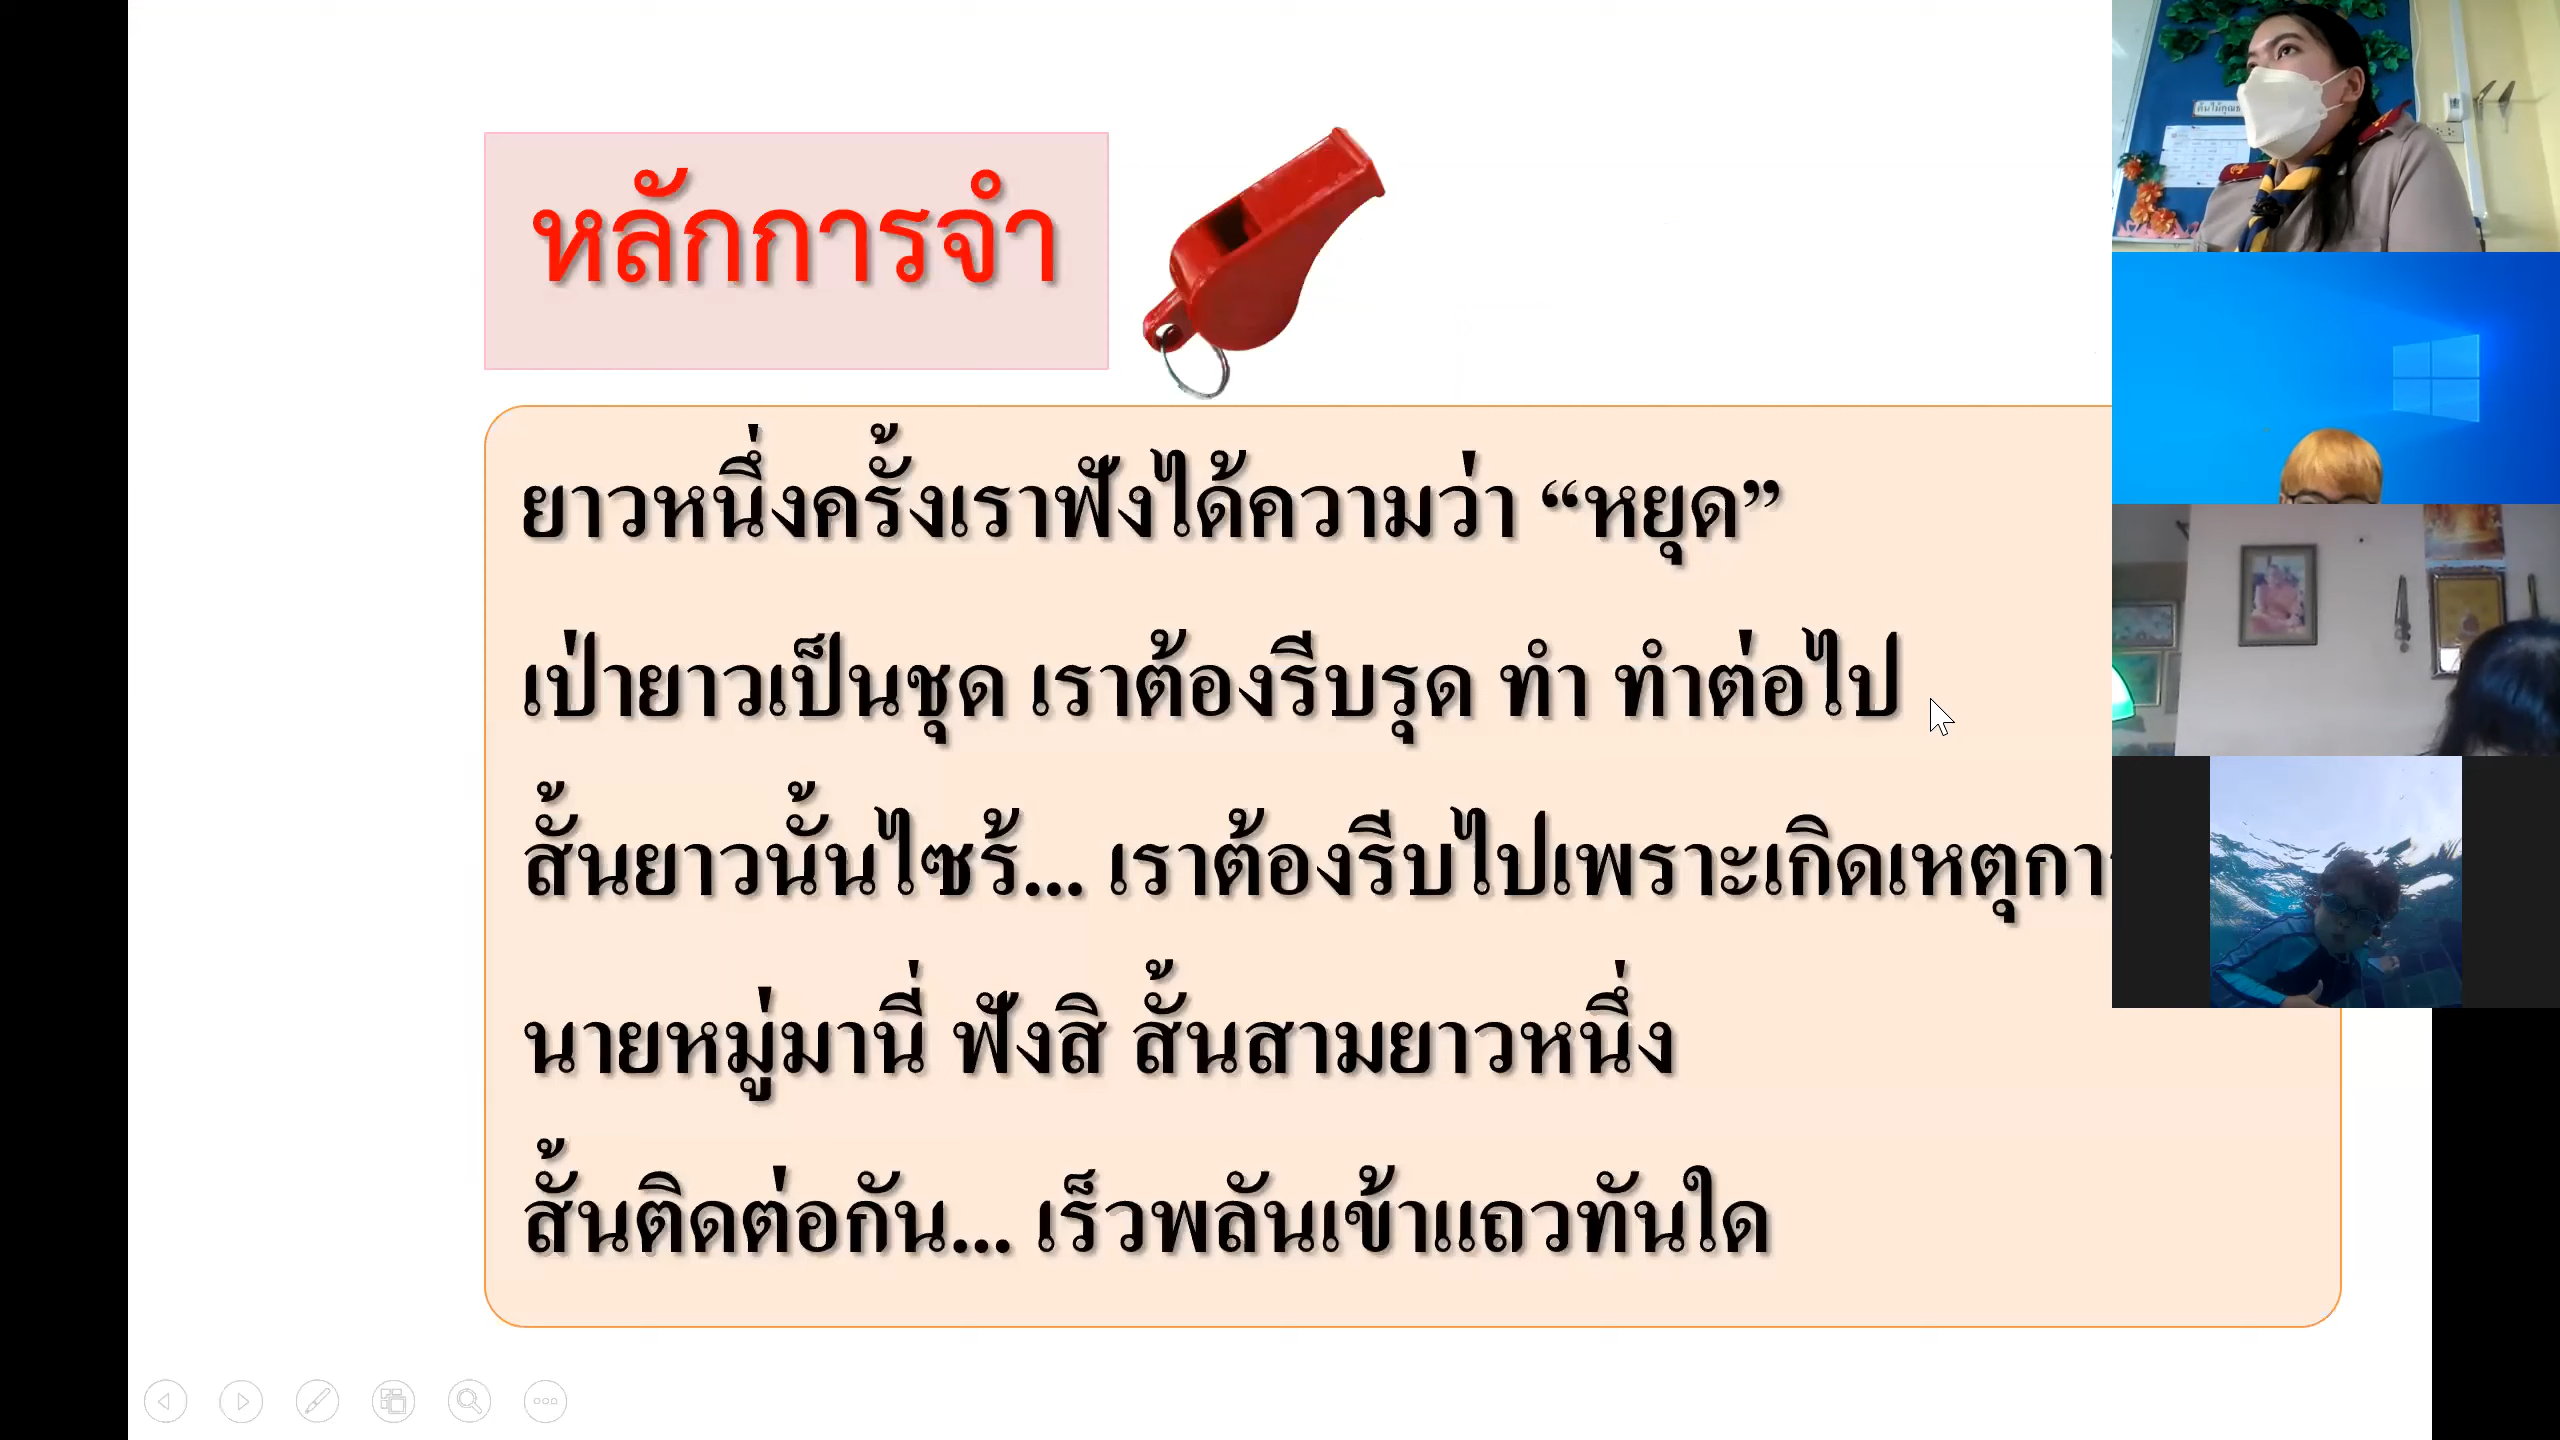 หลักการจำ
ยาวหนึ่งครั้งเราฟังได้ความว่า “หยุด”
เป่ายาวเป็นชุด เราต้องรีบรุด ทำ ทำต่อไป
สั้นยาวนั้นไซร้... เราต้องรีบไปเพราะเกิดเหตุกา
นายหมู่มานี่ ฟังสิ สั้นสามยาวหนึ่ง
สั้นติดต่อกัน... เร็วพลันเข้าแถวทันใด